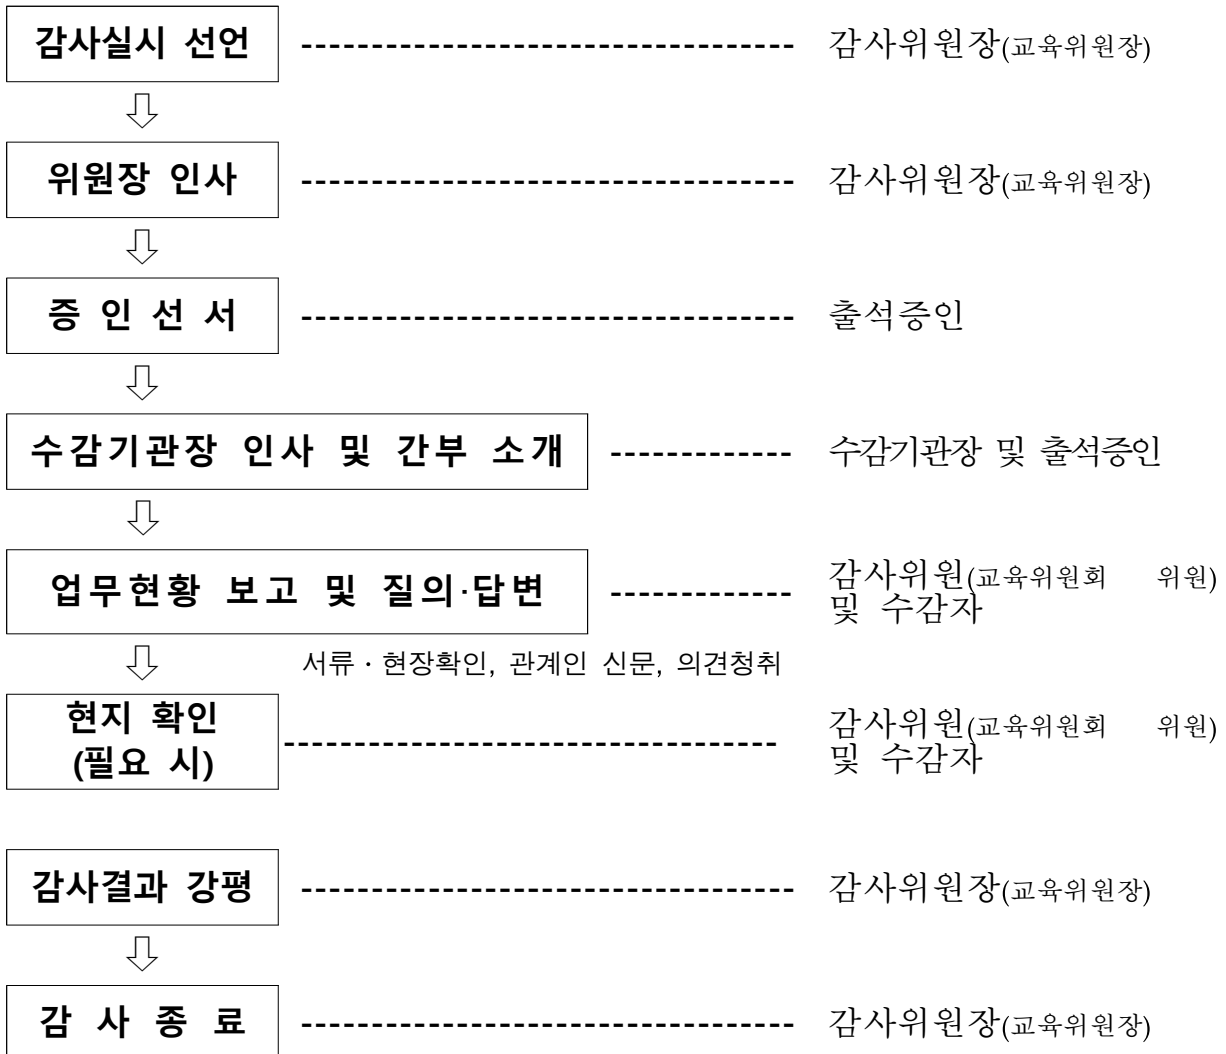 감사실시 선언 ----------------------------------- 감사위원장(교육위원장)
위원장 인사 ----------------------------------- 감사위원장(교육위원장)
증 인 선 서 ----------------------------------- 출석증인
수감기관장 인사 및 간부 소개 ------------- 수감기관장 및 출석증인
업무현황 보고 및 질의·답변 ------------- 감사위원(교육위원회 위원)
및 수감자
서류 · 현장확인, 관계인 신문, 의견청취
현지 확인
(필요 시)
----------------------------------- 감사위원(교육위원회 위원)
및 수감자
감사결과 강평 ----------------------------------- 감사위원장(교육위원장)
감 사 종 료 ----------------------------------- 감사위원장(교육위원장)